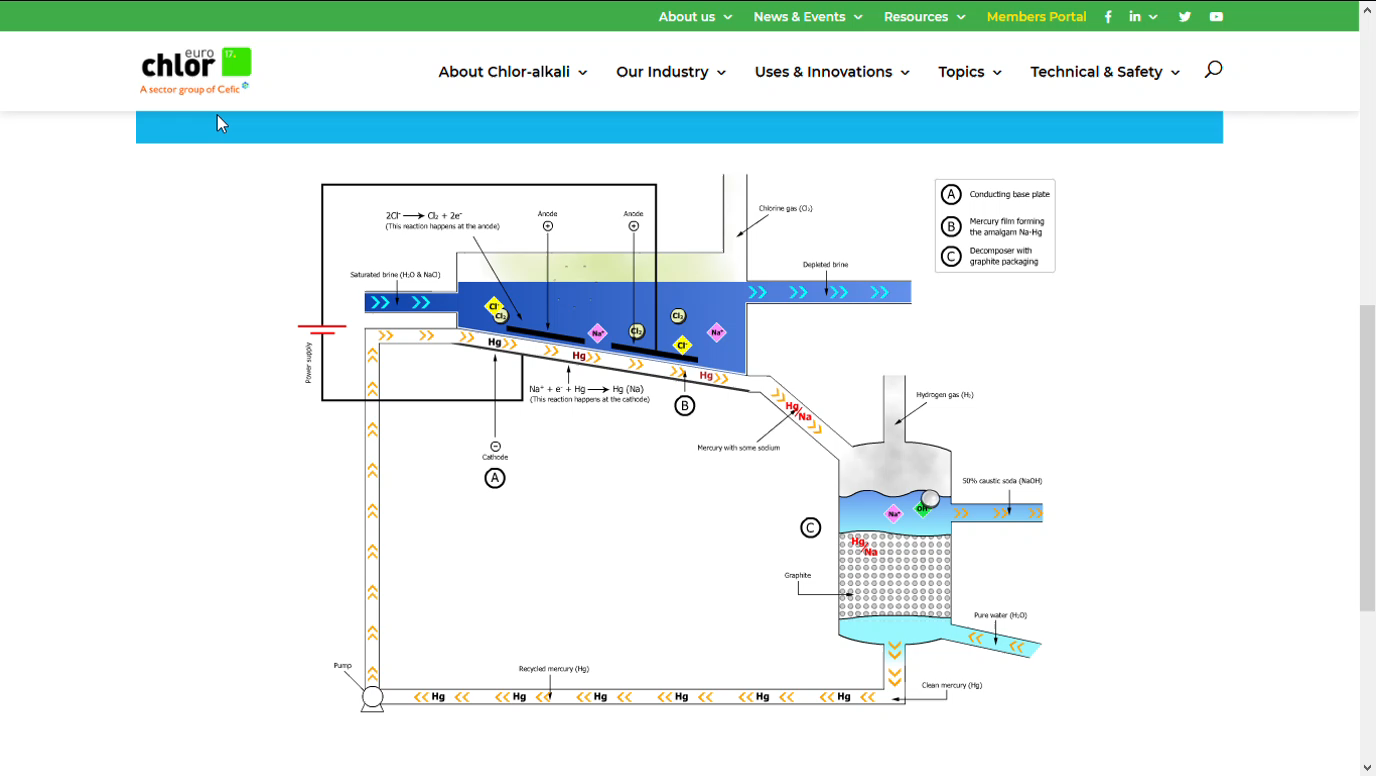 About us
News & Events
Resources
Members Portal
euro
chlor
17.
A sector group of Cefic
About Chlor-alkali
Our Industry
Uses & Innovations
Topics
Technical & Safety
2Cl⁻ → Cl₂ + 2e⁻
(This reaction happens at the anode)
Anode
+
Anode
+
Chlorine gas (Cl₂)
A Conducting base plate
B Mercury film forming
the amalgam Na-Hg
C Decomposer with
graphite packaging
Saturated brine (H₂O & NaCl)
Depleted brine
Cl⁻
Cl₂
Na⁺
Cl₂
Cl₂
Cl⁻
Na⁺
Power supply
Hg
Hg
Hg
Na⁺ + e⁻ + Hg → Hg (Na)
(This reaction happens at the cathode)
B
Hg/Na
Mercury with some sodium
Hydrogen gas (H₂)
−
Cathode
A
50% caustic soda (NaOH)
Na⁺
OH⁻
C
Hg/Na
Graphite
Pure water (H₂O)
Pump
Recycled mercury (Hg)
Clean mercury (Hg)
Hg Hg Hg Hg Hg Hg